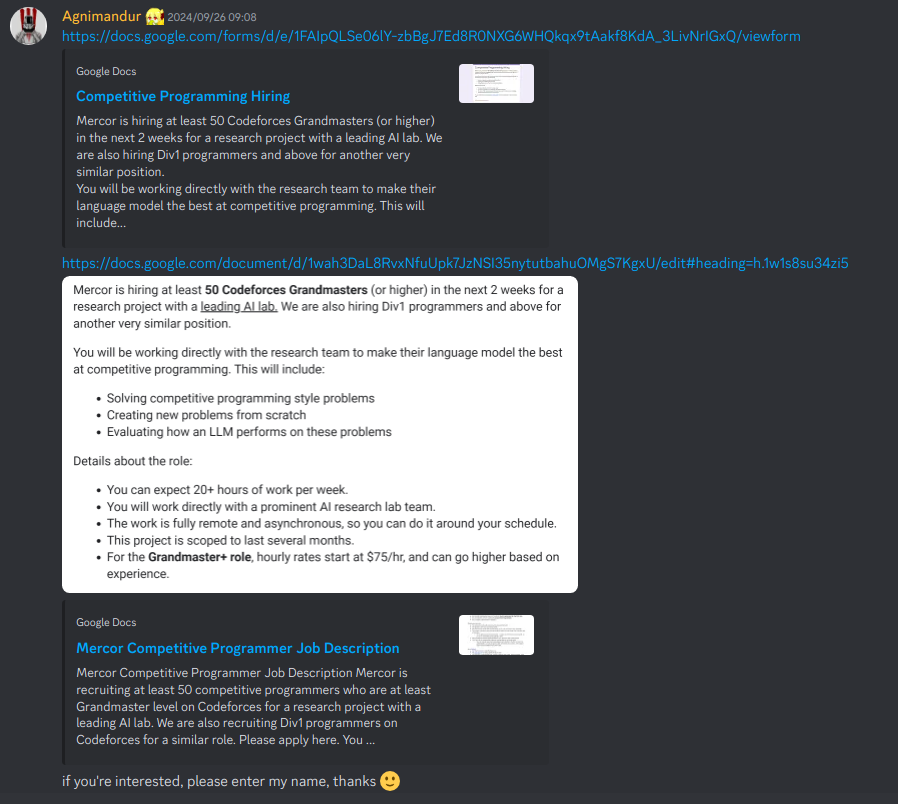 Agnimandur 2024/09/26 09:08
https://docs.google.com/forms/d/e/1FAIpQLSe06lY-zbBgJ7Ed8R0NXG6WHQkqx9tAakf8KdA_3LivNrIGxQ/viewform
Google Docs
Competitive Programming Hiring
Mercor is hiring at least 50 Codeforces Grandmasters (or higher)
in the next 2 weeks for a research project with a leading AI lab. We
are also hiring Div1 programmers and above for another very
similar position.
You will be working directly with the research team to make their
language model the best at competitive programming. This will
include...
https://docs.google.com/document/d/1wah3DaL8RvxNfuUpk7JzNSI35nytutbahuOMgS7KgxU/edit#heading=h.1w1s8su34zi5
Mercor is hiring at least 50 Codeforces Grandmasters (or higher) in the next 2 weeks for a
research project with a leading AI lab. We are also hiring Div1 programmers and above for
another very similar position.
You will be working directly with the research team to make their language model the best
at competitive programming. This will include:
• Solving competitive programming style problems
• Creating new problems from scratch
• Evaluating how an LLM performs on these problems
Details about the role:
• You can expect 20+ hours of work per week.
• You will work directly with a prominent AI research lab team.
• The work is fully remote and asynchronous, so you can do it around your schedule.
• This project is scoped to last several months.
• For the Grandmaster+ role, hourly rates start at $75/hr, and can go higher based on
experience.
Google Docs
Mercor Competitive Programmer Job Description
Mercor Competitive Programmer Job Description Mercor is
recruiting at least 50 competitive programmers who are at least
Grandmaster level on Codeforces for a research project with a
leading AI lab. We are also recruiting Div1 programmers on
Codeforces for a similar role. Please apply here. You ...
if you're interested, please enter my name, thanks